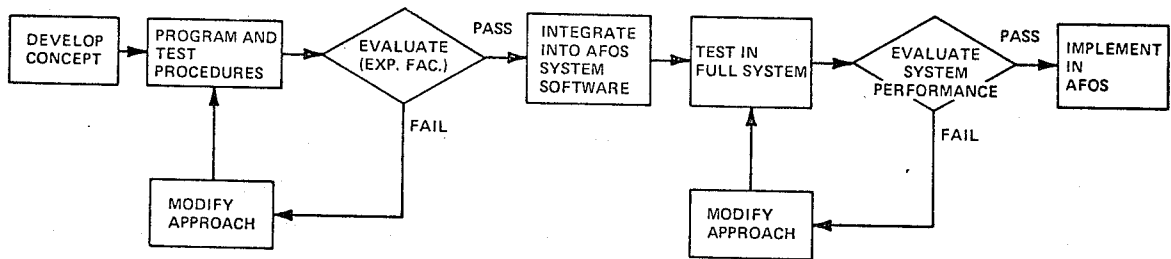 DEVELOP
CONCEPT
PROGRAM AND
TEST
PROCEDURES
EVALUATE
(EXP. FAC.)
PASS
FAIL
MODIFY
APPROACH
INTEGRATE
INTO AFOS
SYSTEM
SOFTWARE
TEST IN
FULL SYSTEM
EVALUATE
SYSTEM
PERFORMANCE
PASS
FAIL
MODIFY
APPROACH
IMPLEMENT
IN
AFOS